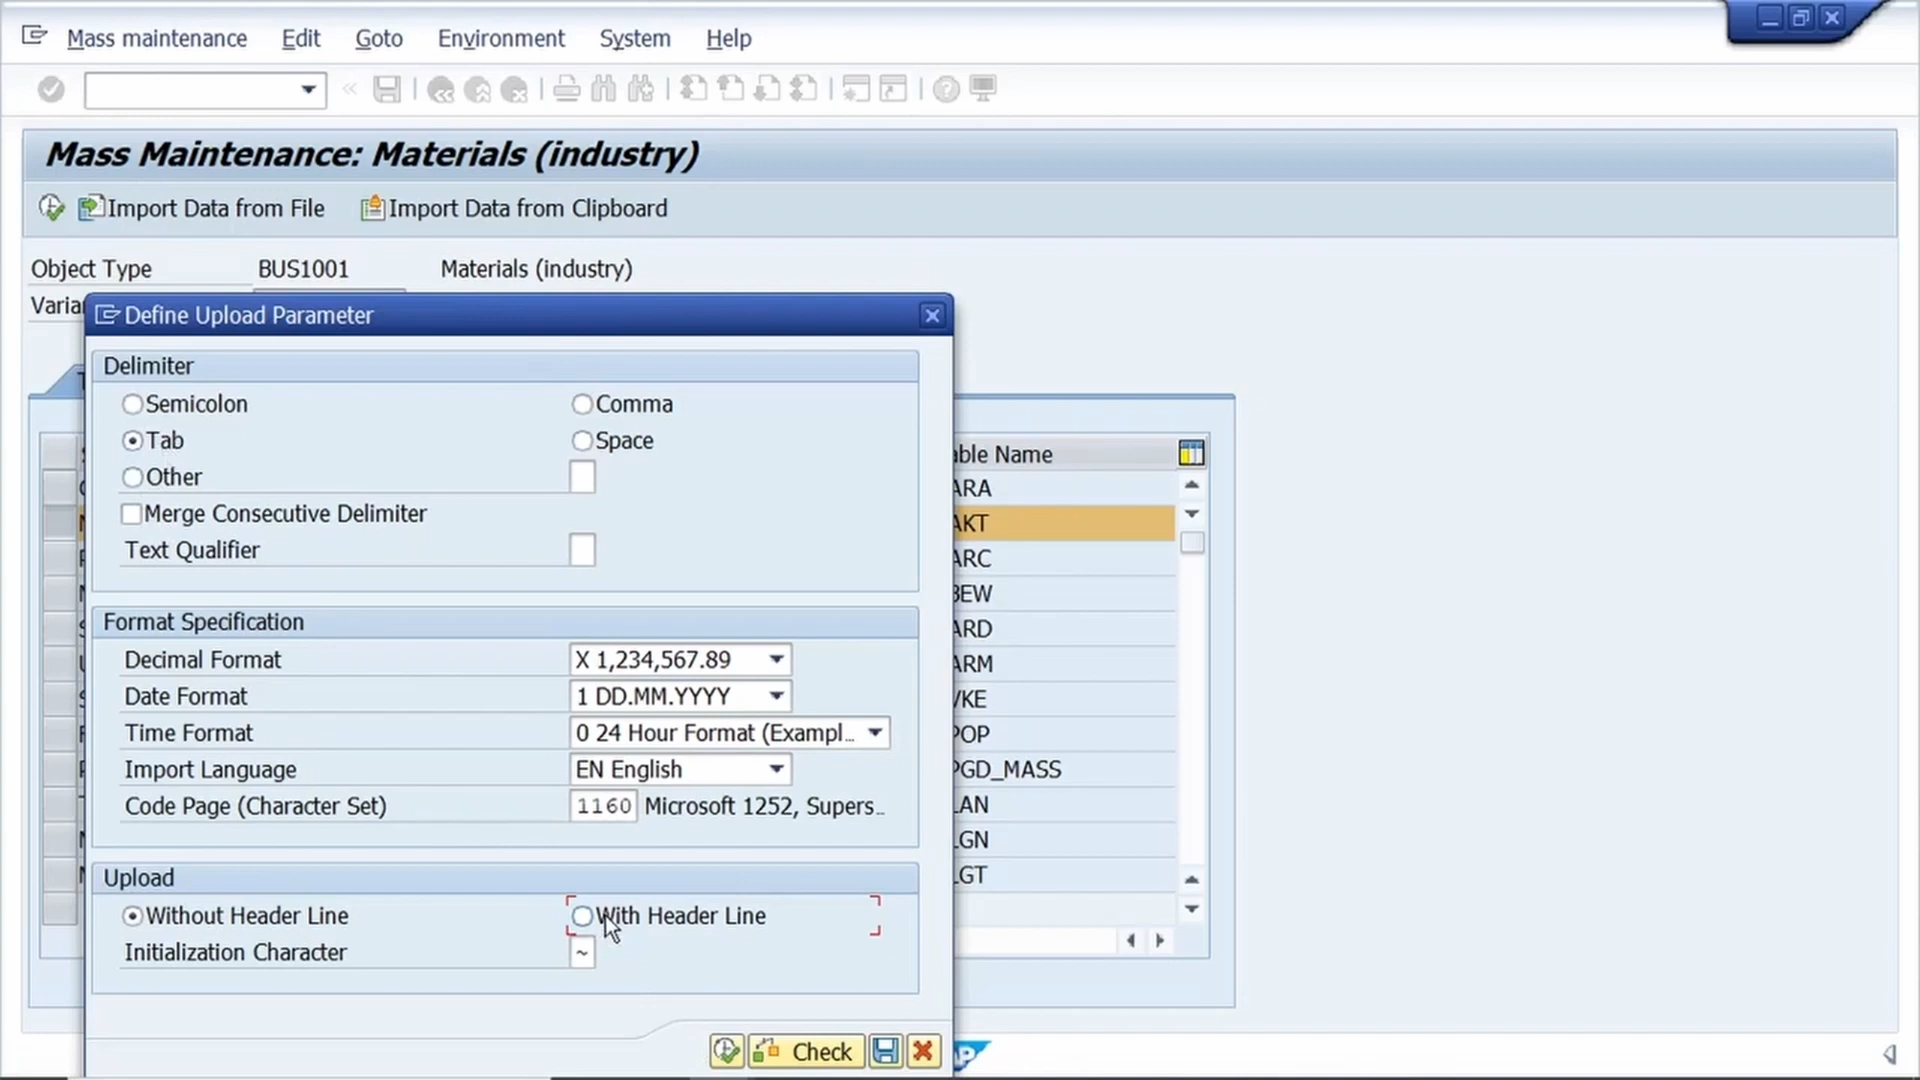 Mass maintenance Edit Goto Environment System Help
Mass Maintenance: Materials (industry)
Import Data from File Import Data from Clipboard
Object Type BUS1001 Materials (industry)
Varia
Define Upload Parameter
Delimiter
Semicolon Comma
Tab Space
Other
Merge Consecutive Delimiter
Text Qualifier
Format Specification
Decimal Format X 1,234,567.89
Date Format 1 DD.MM.YYYY
Time Format 0 24 Hour Format (Exampl…
Import Language EN English
Code Page (Character Set) 1160 Microsoft 1252, Supers…
Upload
Without Header Line With Header Line
Initialization Character ~
Check
able Name
ARA
AKT
ARC
BEW
ARD
ARM
VKE
POP
PGD_MASS
LAN
LGN
LGT